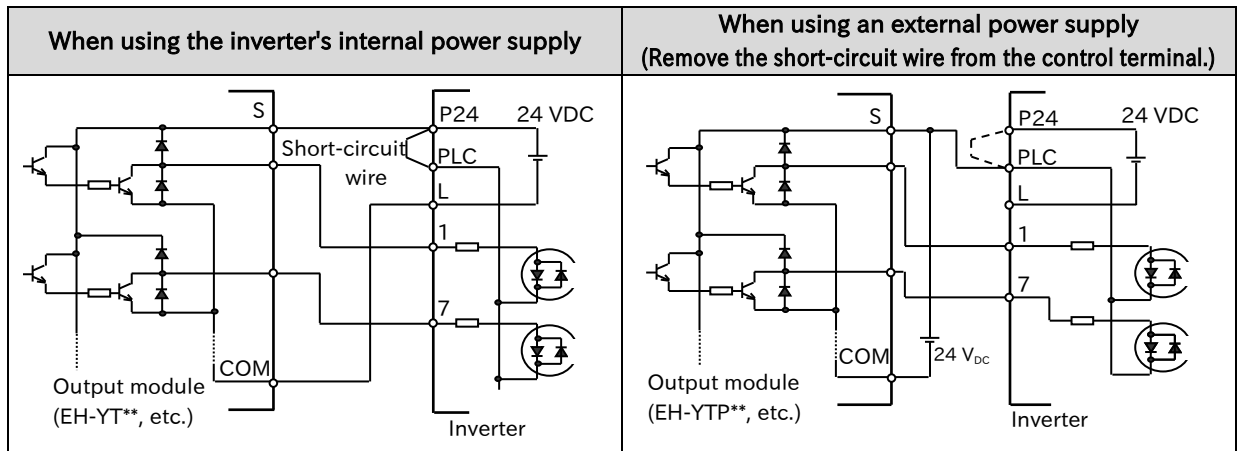 When using the inverter's internal power supply
When using an external power supply
(Remove the short-circuit wire from the control terminal.)
S
P24
24 VDC
Short-circuit
wire
PLC
L
1
7
COM
Output module
(EH-YT**, etc.)
Inverter
S
P24
24 VDC
PLC
L
1
7
COM
24 VDC
Output module
(EH-YTP**, etc.)
Inverter